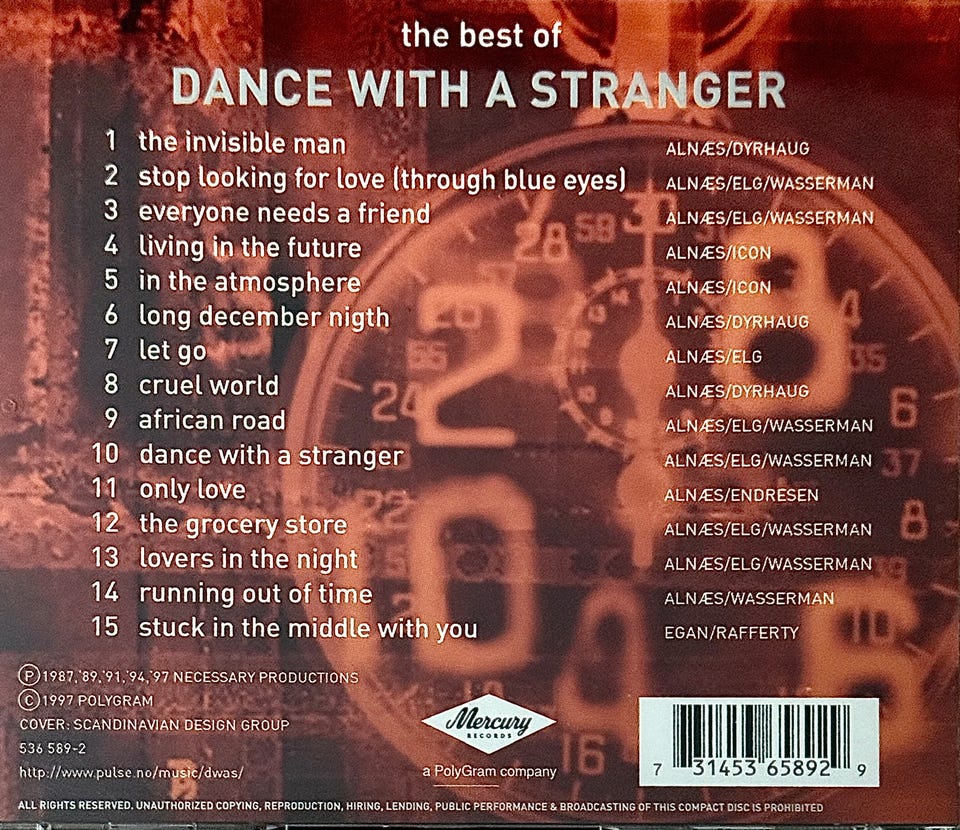 the best of
DANCE WITH A STRANGER
1 the invisible man ALNÆS/DYRHAUG
2 stop looking for love (through blue eyes) ALNÆS/ELG/WASSERMAN
3 everyone needs a friend ALNÆS/ELG/WASSERMAN
4 living in the future ALNÆS/ICON
5 in the atmosphere ALNÆS/ICON
6 long december nigth ALNÆS/DYRHAUG
7 let go ALNÆS/ELG
8 cruel world ALNÆS/DYRHAUG
9 african road ALNÆS/ELG/WASSERMAN
10 dance with a stranger ALNÆS/ELG/WASSERMAN
11 only love ALNÆS/ENDRESEN
12 the grocery store ALNÆS/ELG/WASSERMAN
13 lovers in the night ALNÆS/ELG/WASSERMAN
14 running out of time ALNÆS/WASSERMAN
15 stuck in the middle with you EGAN/RAFFERTY
Ⓟ1987,'89,'91,'94,'97 NECESSARY PRODUCTIONS
Ⓒ1997 POLYGRAM
COVER: SCANDINAVIAN DESIGN GROUP
536 589-2
http://www.pulse.no/music/dwas/
Mercury
RECORDS
a PolyGram company
7 31453 65892 9
ALL RIGHTS RESERVED. UNAUTHORIZED COPYING, REPRODUCTION, HIRING, LENDING, PUBLIC PERFORMANCE & BROADCASTING OF THIS COMPACT DISC IS PROHIBITED